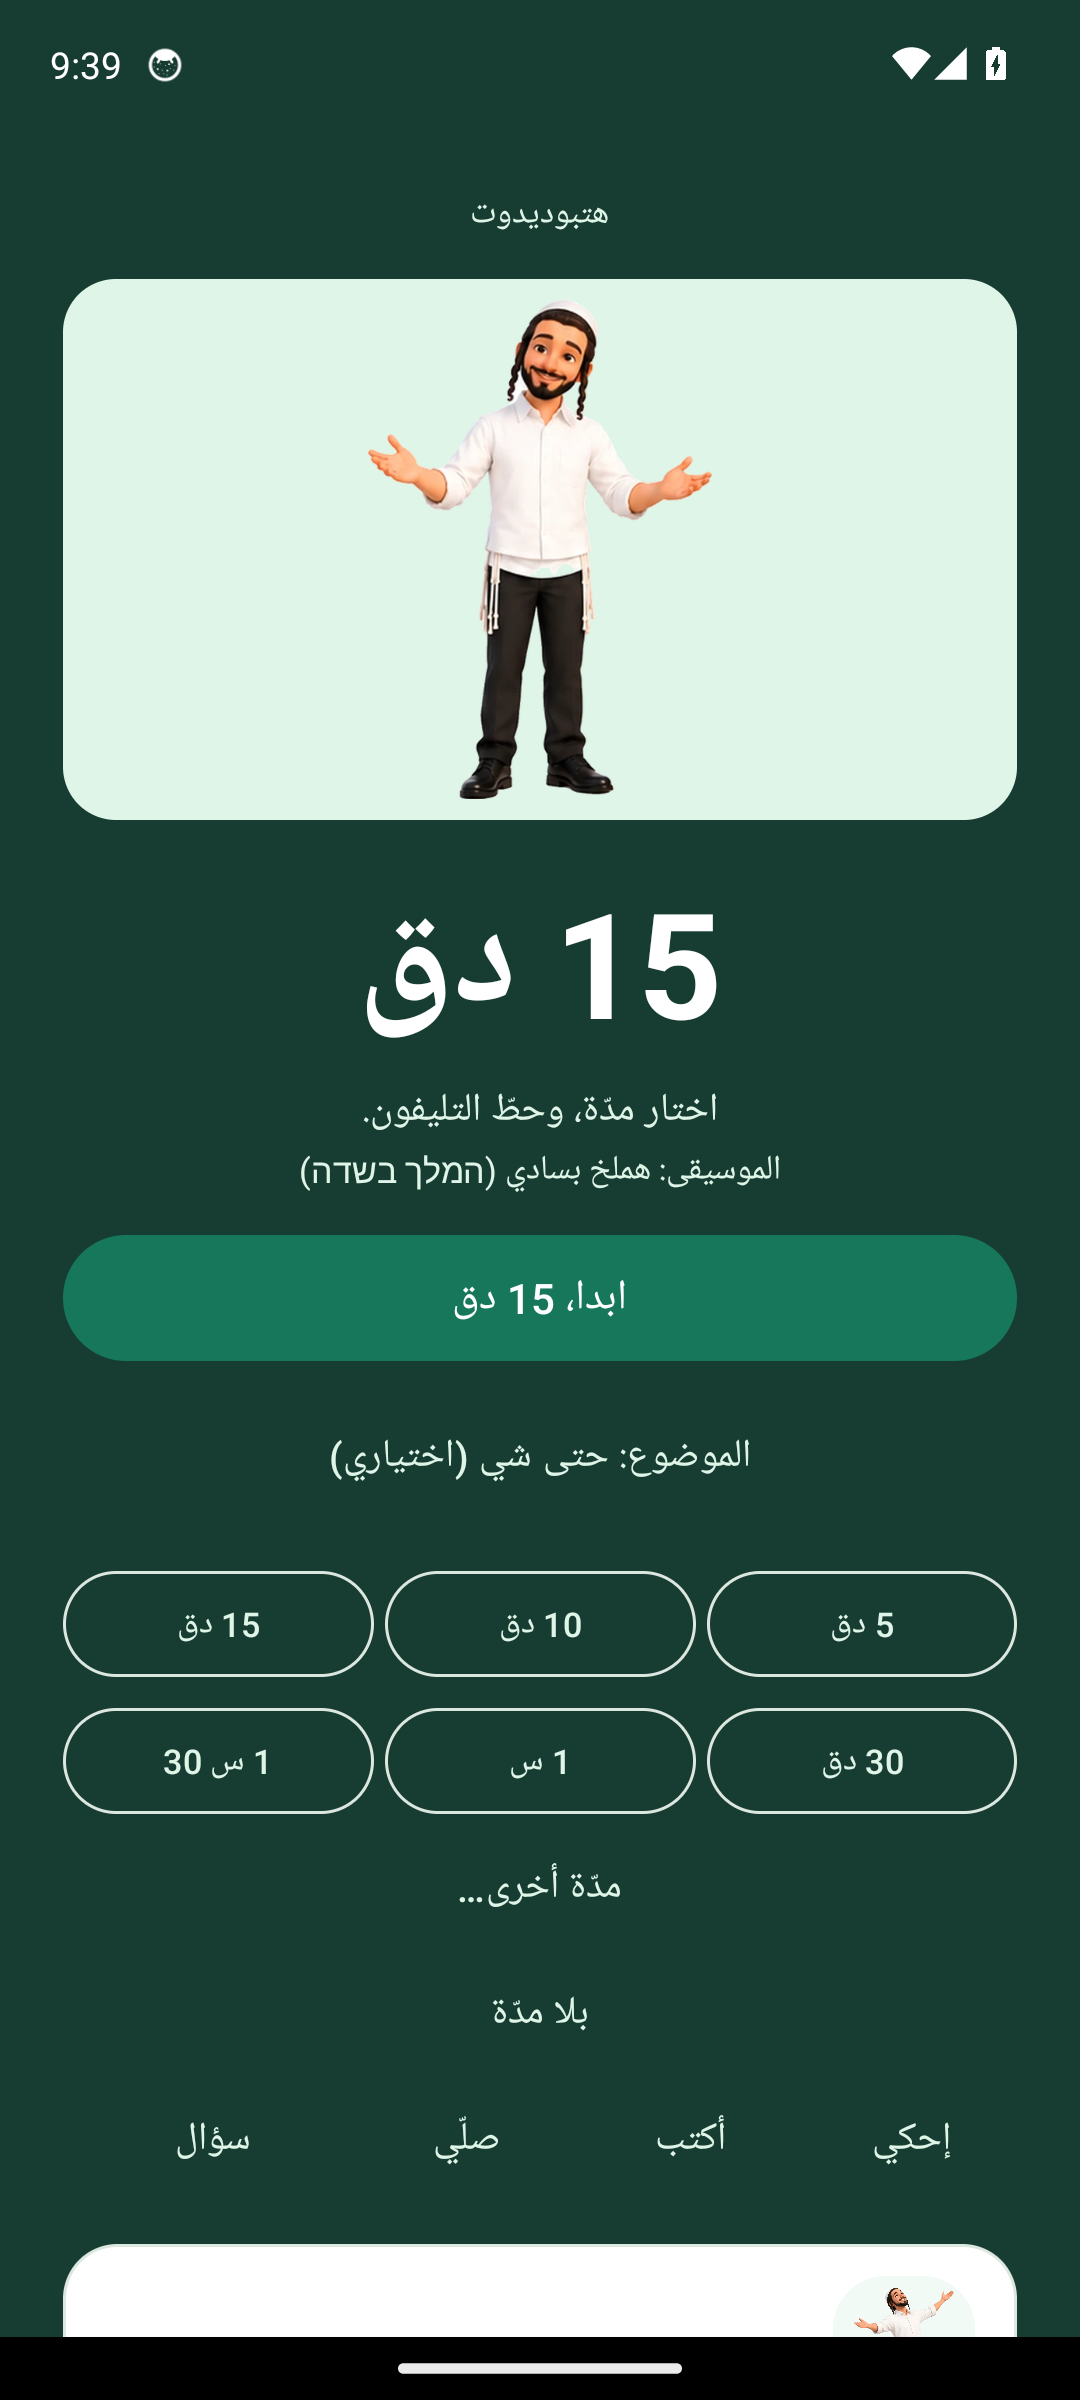 9:39
هتبوديدوت
15 دق
اختار مدّة، وحطّ التليفون.
الموسيقى: هملخ بسادي (המלך בשדה)
ابدا، 15 دق
الموضوع: حتى شي (اختياري)
5 دق
10 دق
15 دق
30 دق
1 س
1 س 30
مدّة أخرى...
بلا مدّة
إحكي
أكتب
صلّي
سؤال